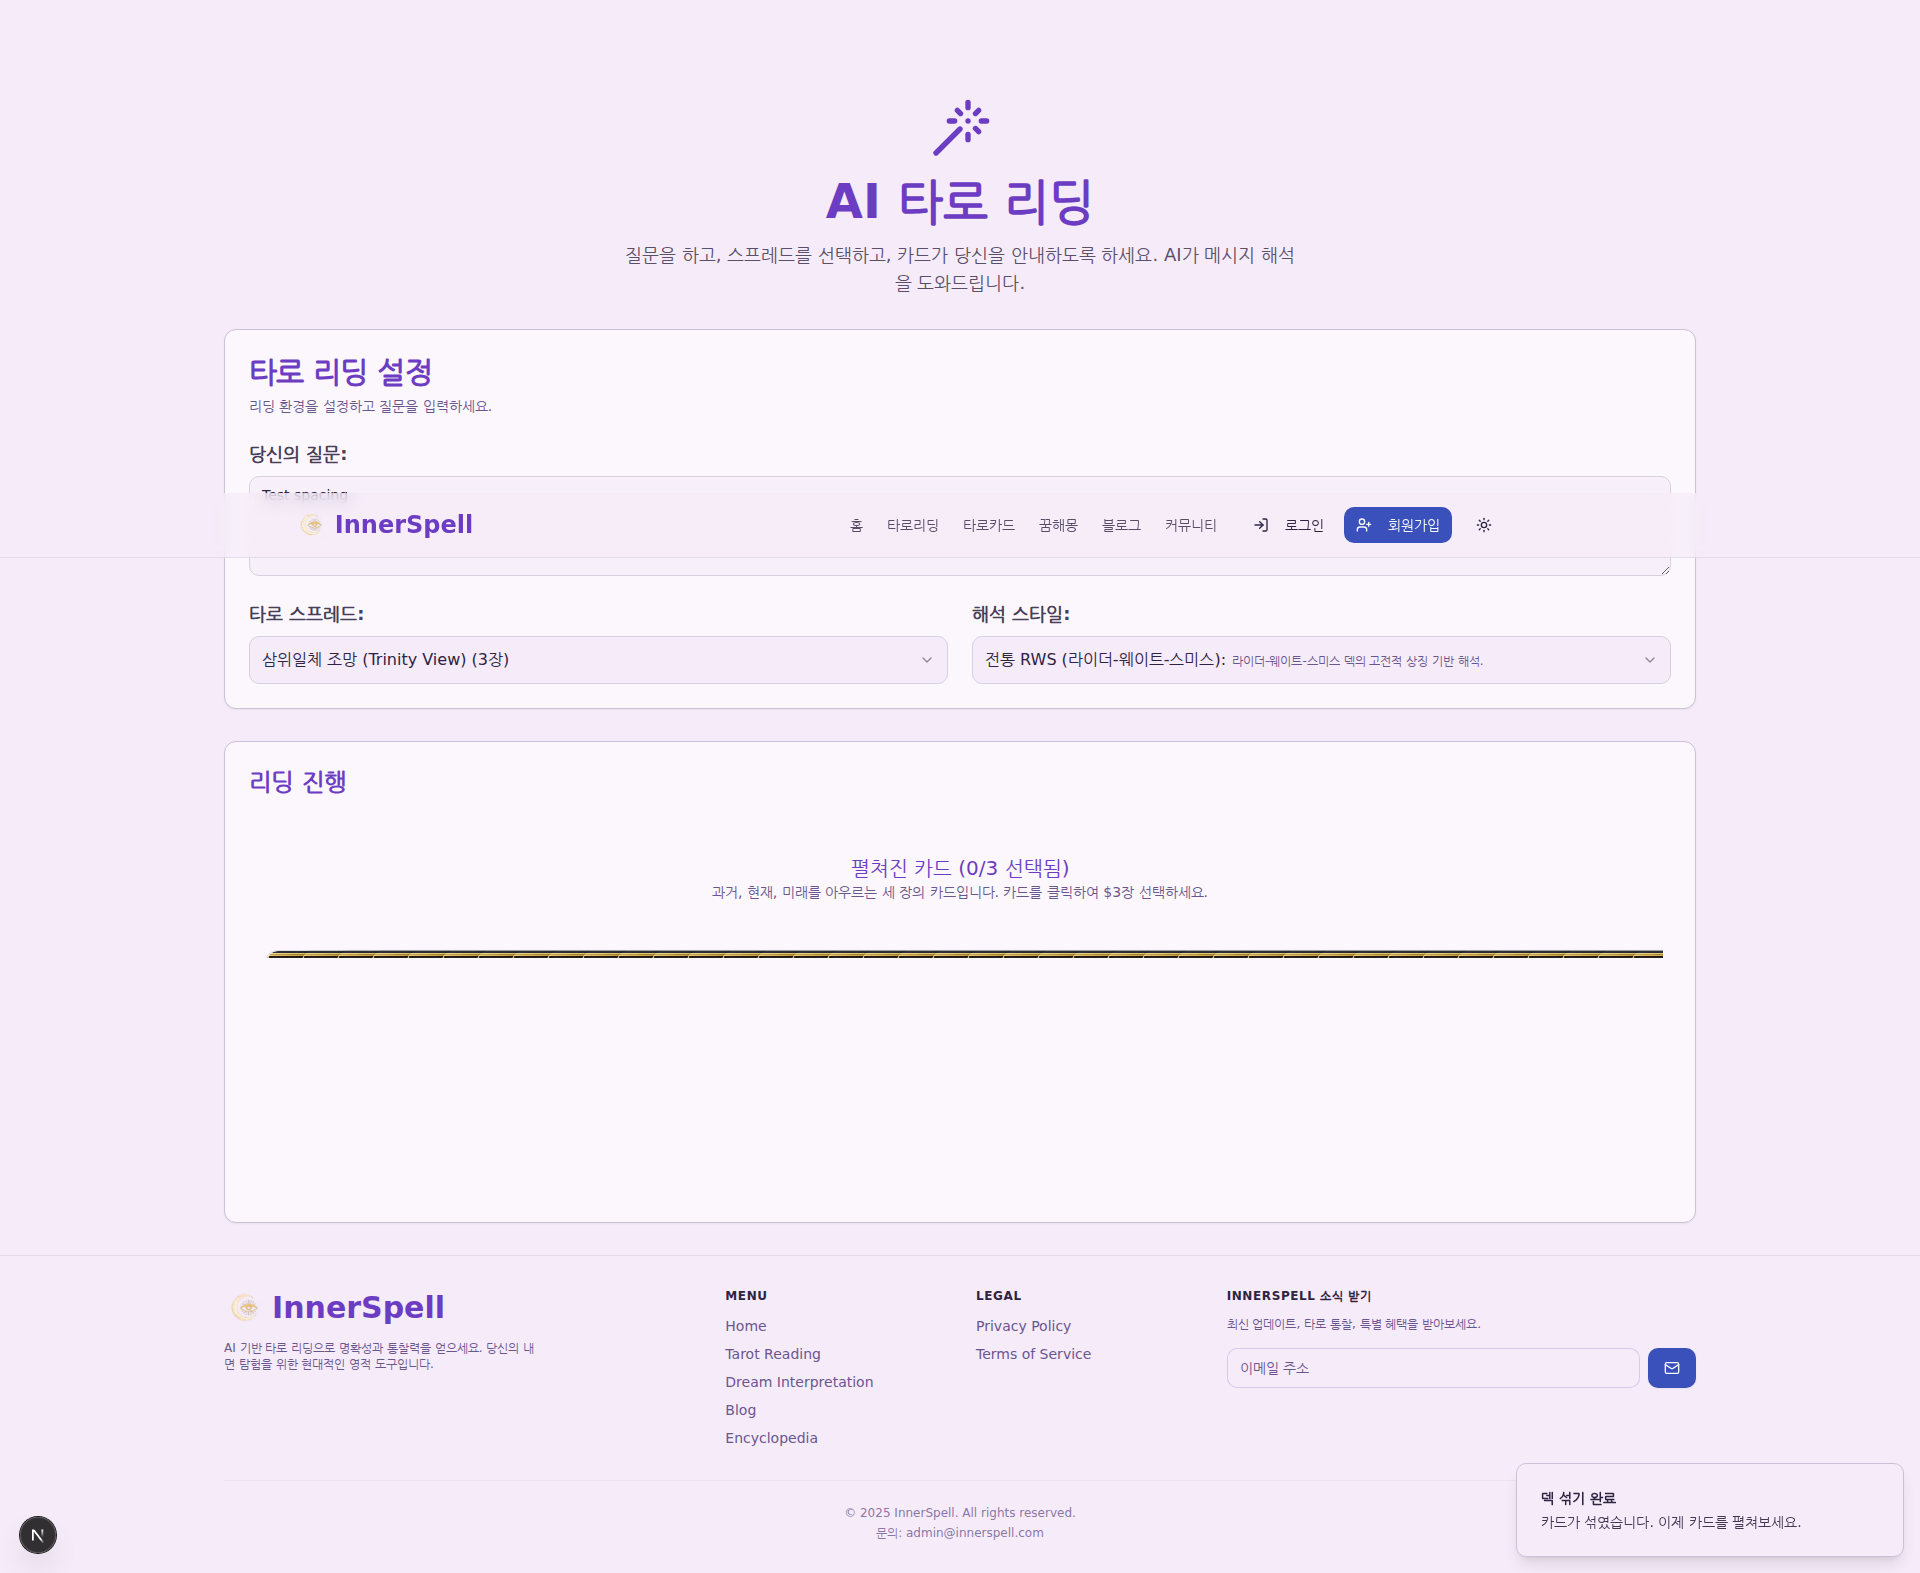 AI 타로 리딩
질문을 하고, 스프레드를 선택하고, 카드가 당신을 안내하도록 하세요. AI가 메시지 해석
을 도와드립니다.
타로 리딩 설정
리딩 환경을 설정하고 질문을 입력하세요.
당신의 질문:
Test spacing
InnerSpell 홈 타로리딩 타로카드 꿈해몽 블로그 커뮤니티 로그인 회원가입
타로 스프레드:
삼위일체 조망 (Trinity View) (3장)
해석 스타일:
전통 RWS (라이더-웨이트-스미스): 라이더-웨이트-스미스 덱의 고전적 상징 기반 해석.
리딩 진행
펼쳐진 카드 (0/3 선택됨)
과거, 현재, 미래를 아우르는 세 장의 카드입니다. 카드를 클릭하여 $3장 선택하세요.
InnerSpell
AI 기반 타로 리딩으로 명확성과 통찰력을 얻으세요. 당신의 내
면 탐험을 위한 현대적인 영적 도구입니다.
MENU
Home
Tarot Reading
Dream Interpretation
Blog
Encyclopedia
LEGAL
Privacy Policy
Terms of Service
INNERSPELL 소식 받기
최신 업데이트, 타로 통찰, 특별 혜택을 받아보세요.
이메일 주소
© 2025 InnerSpell. All rights reserved.
문의: admin@innerspell.com
덱 섞기 완료
카드가 섞였습니다. 이제 카드를 펼쳐보세요.
N